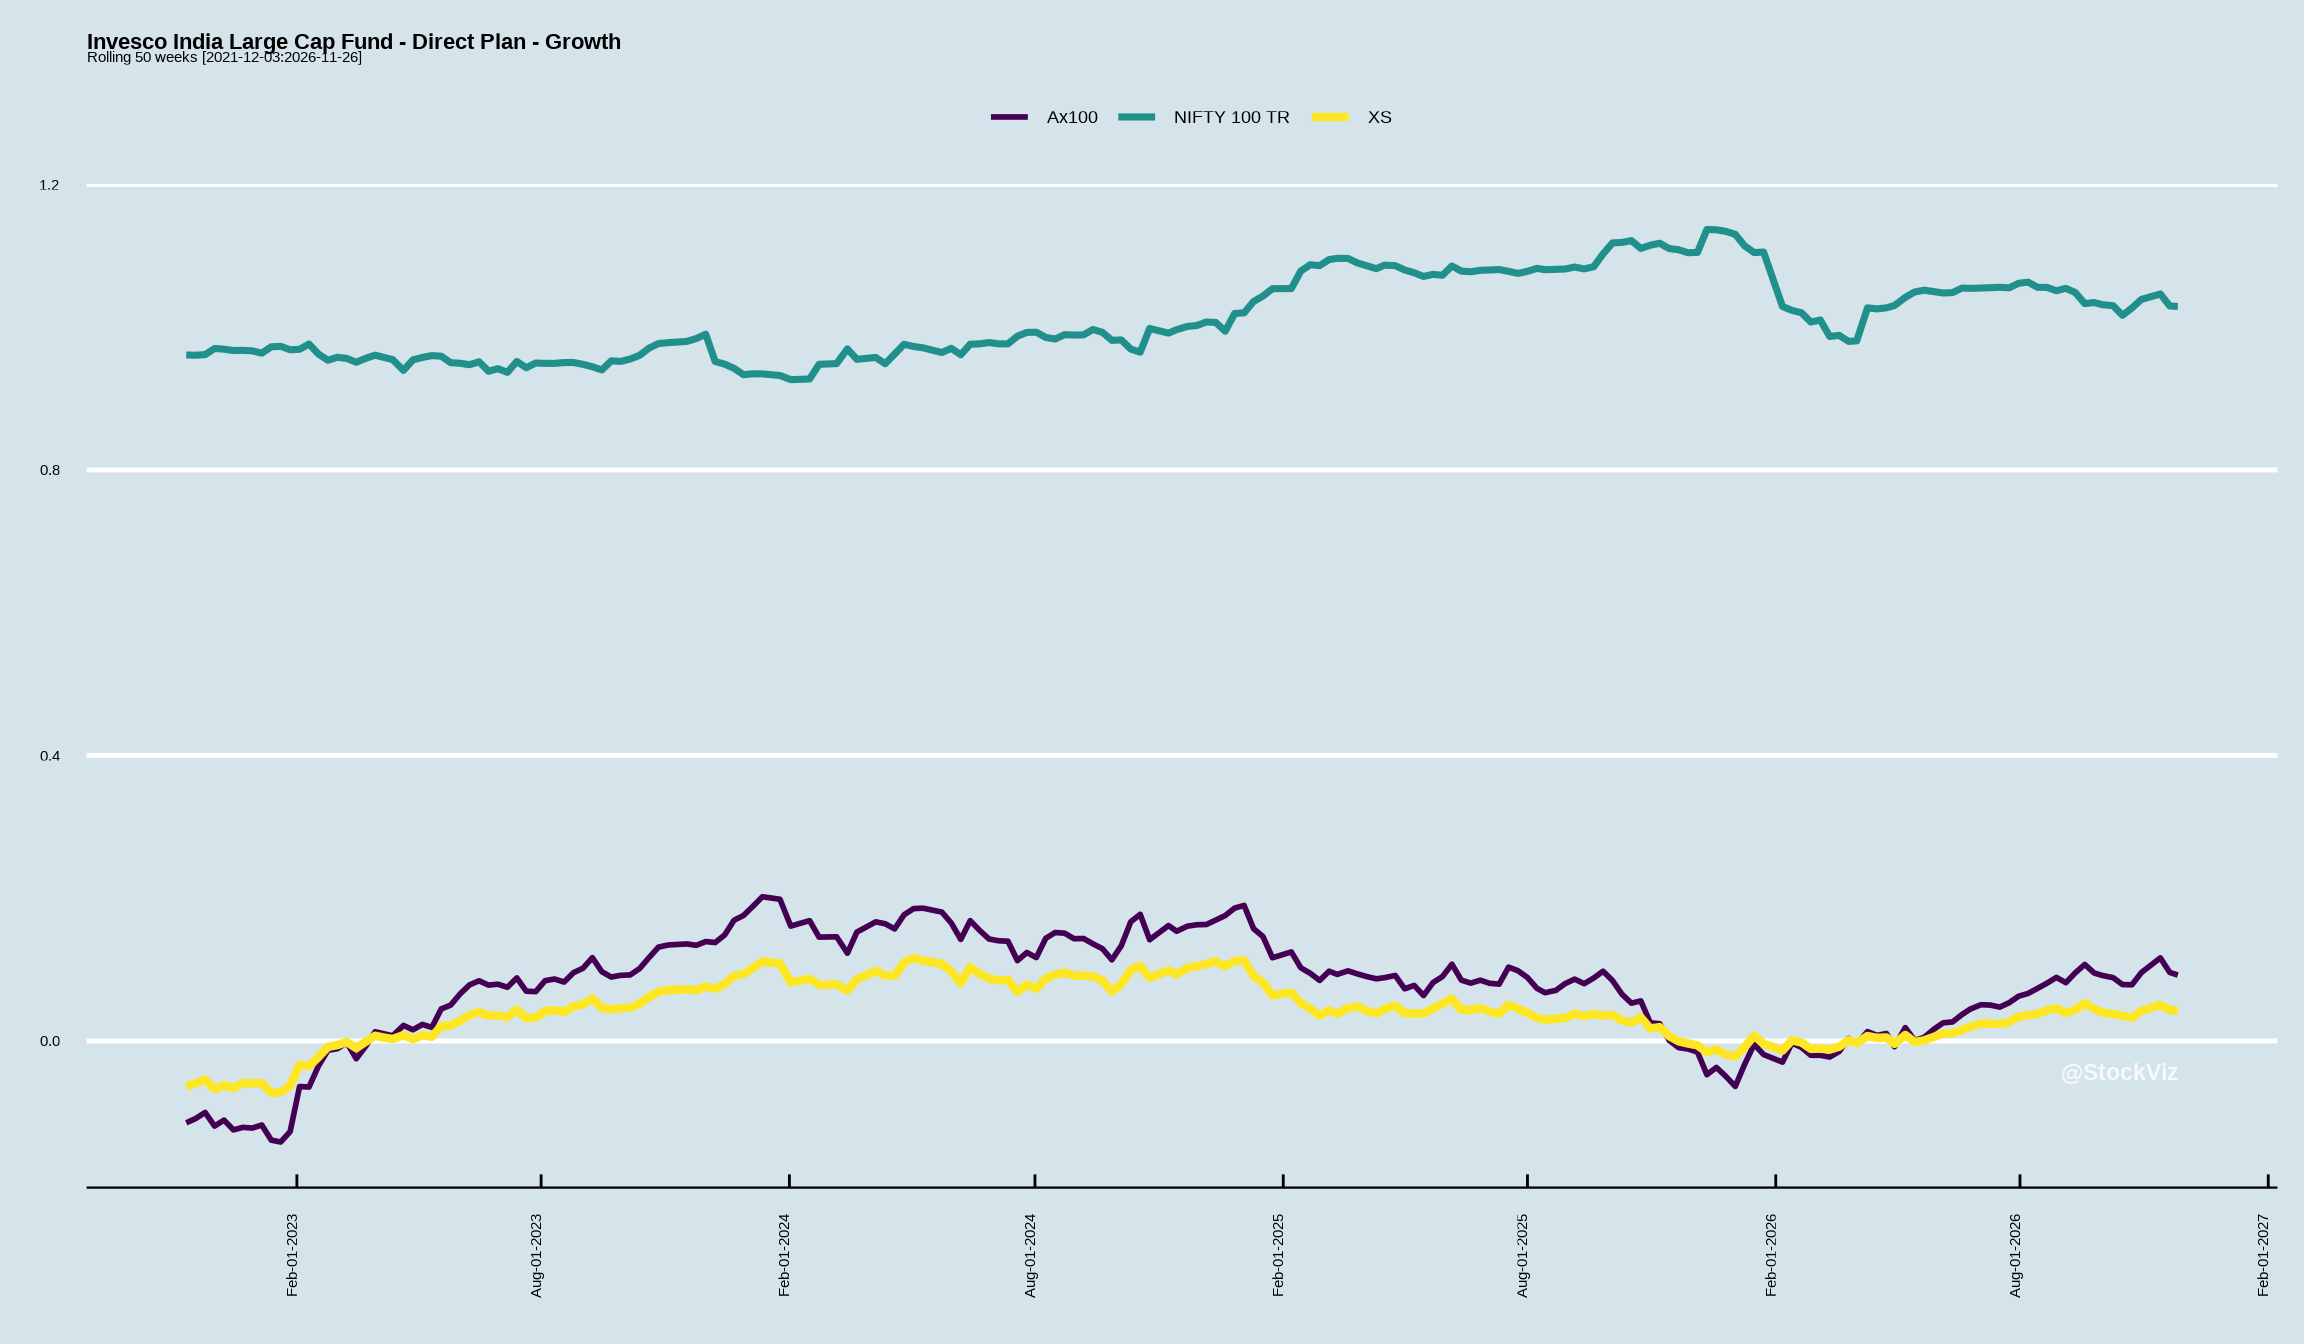 Invesco India Large Cap Fund - Direct Plan - Growth
Rolling 50 weeks [2021-12-03:2026-11-26]
Ax100 NIFTY 100 TR XS
1.2
0.8
0.4
0.0
@StockViz
Feb-01-2023
Aug-01-2023
Feb-01-2024
Aug-01-2024
Feb-01-2025
Aug-01-2025
Feb-01-2026
Aug-01-2026
Feb-01-2027